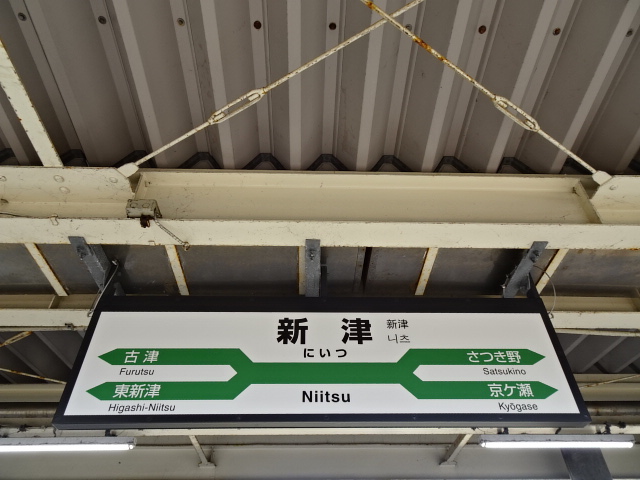 新津
新津
니츠
にいつ
古津
Furutsu
さつき野
Satsukino
東新津
Higashi-Niitsu
京ケ瀬
Kyōgase
Niitsu